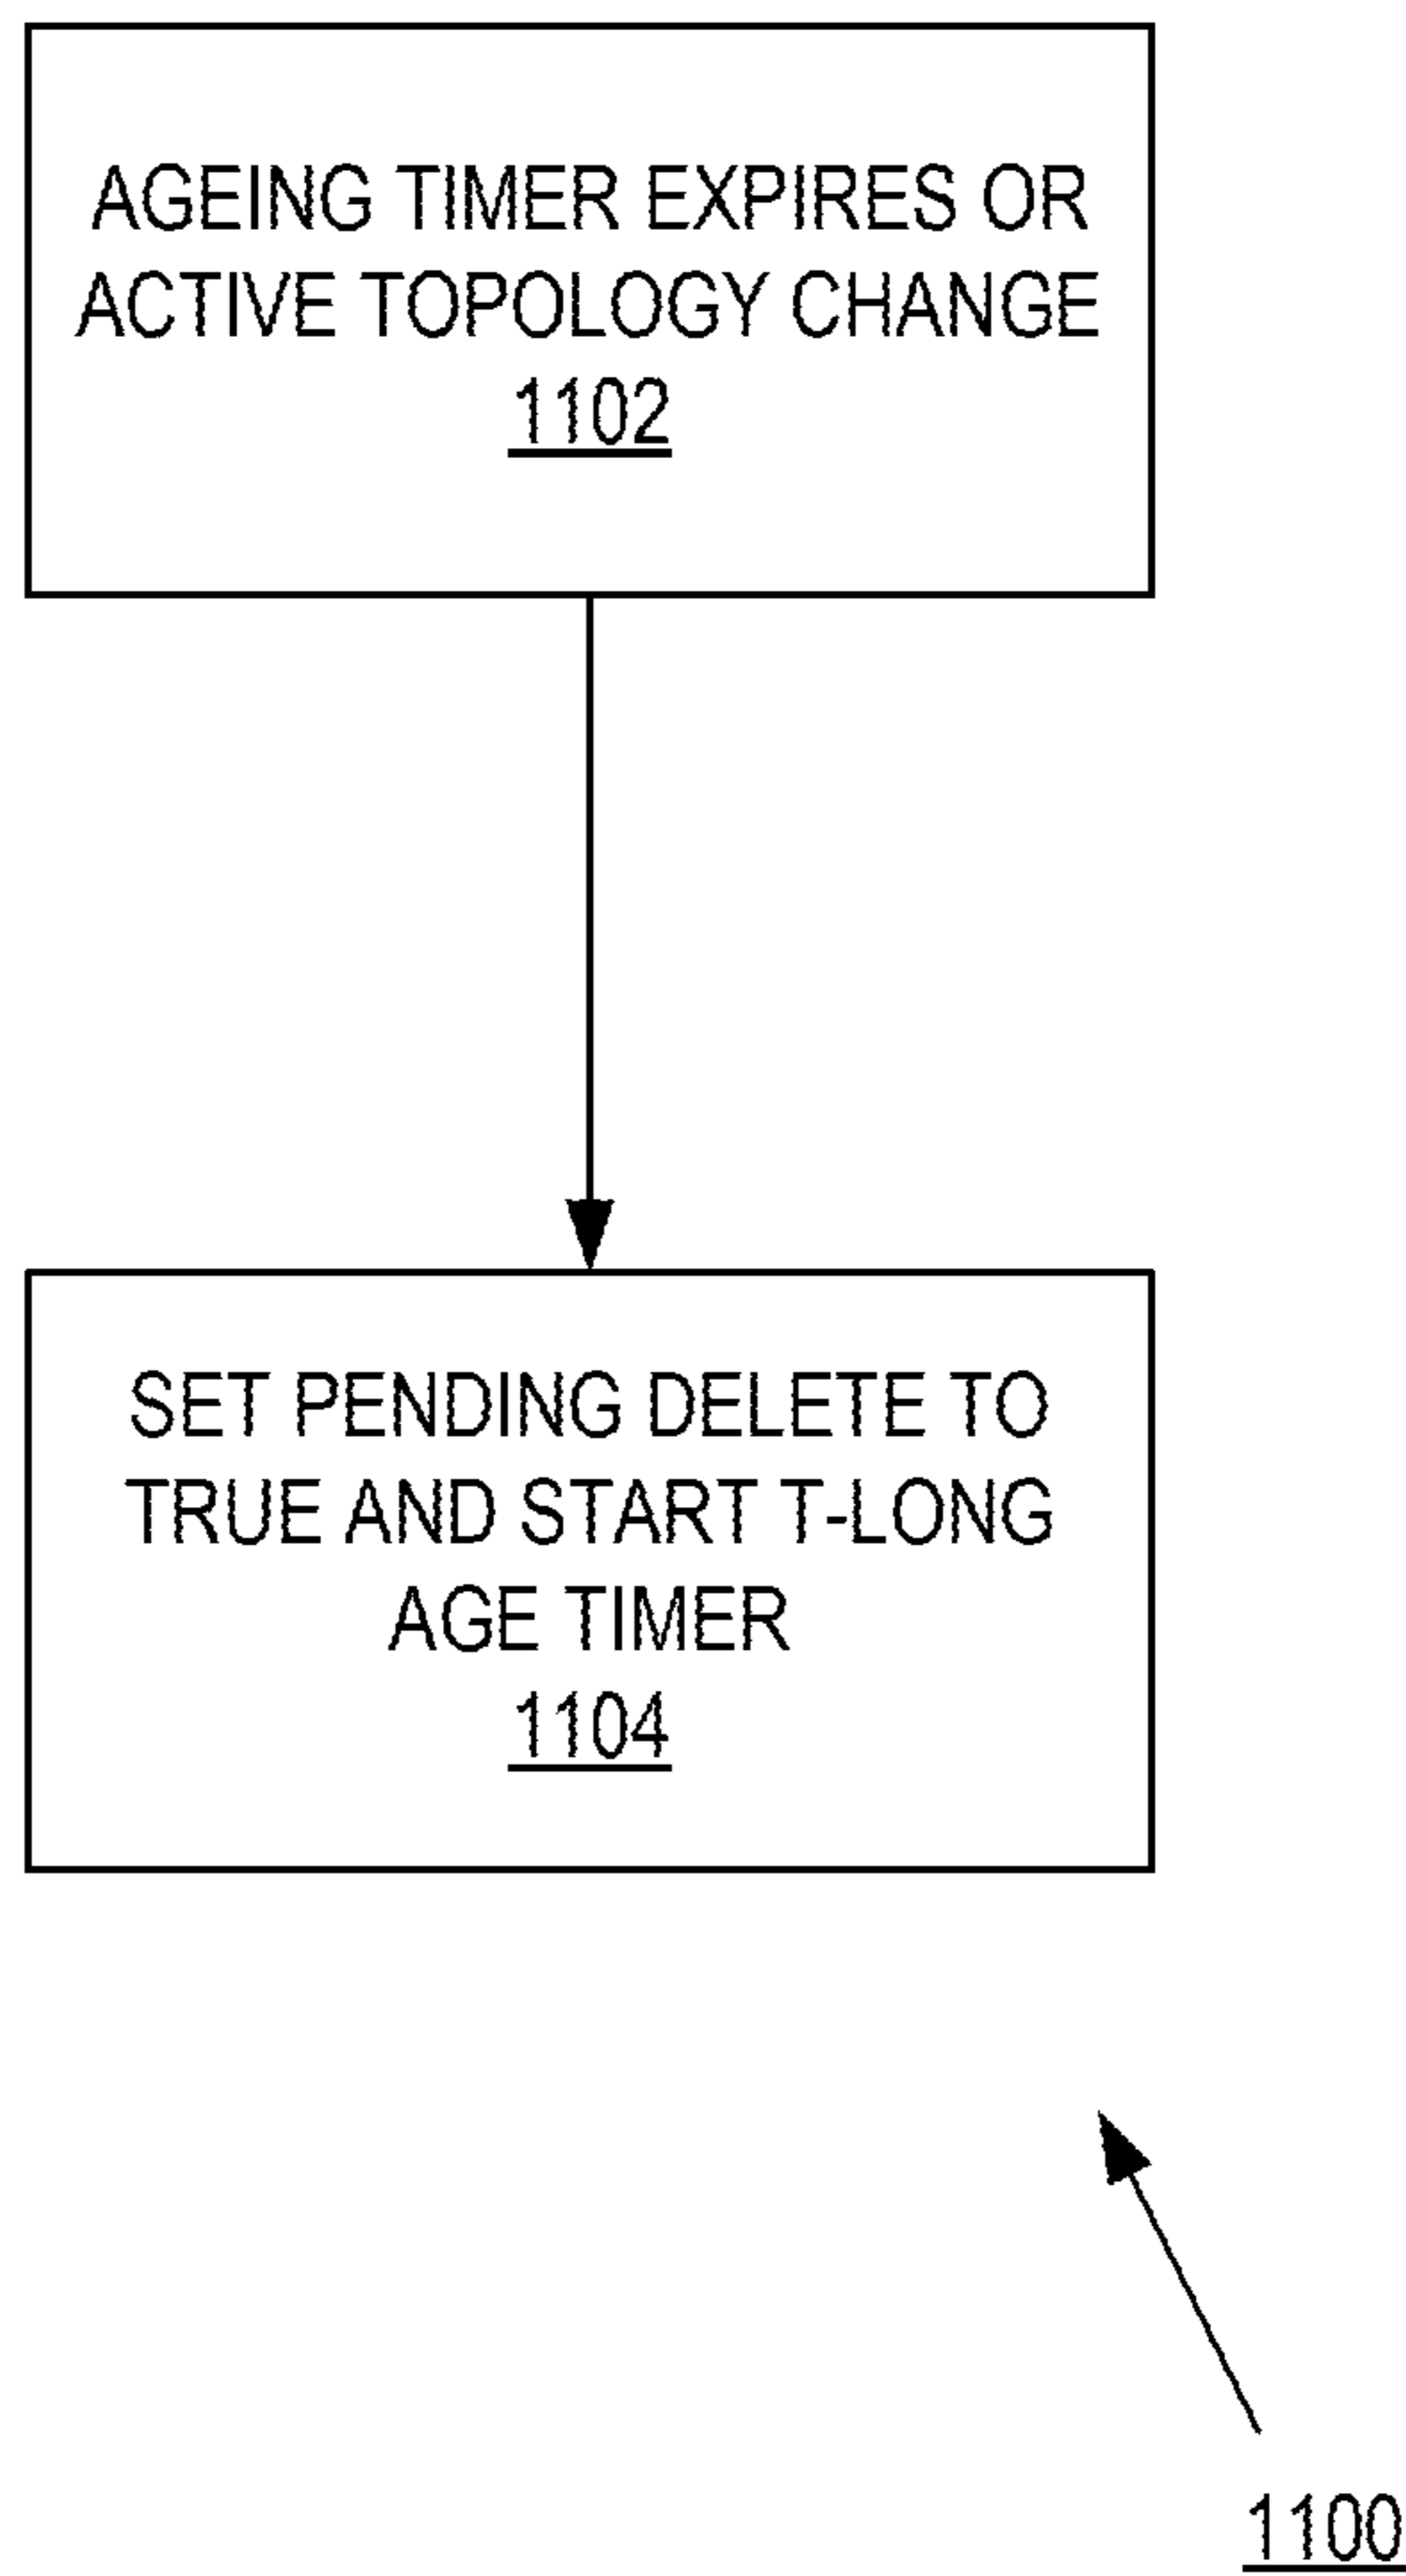 AGEING TIMER EXPIRES OR
ACTIVE TOPOLOGY CHANGE
1102
SET PENDING DELETE TO
TRUE AND START T-LONG
AGE TIMER
1104
1100